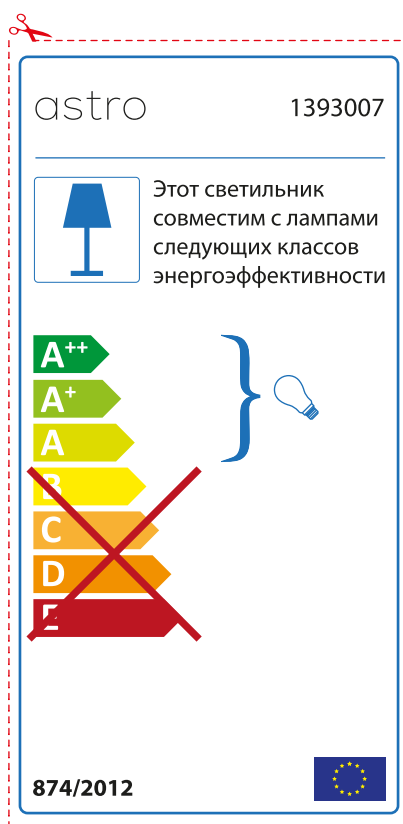 astro
1393007
Этот светильник
совместим с лампами
следующих классов
энергоэффективности
A++
A+
A
B
C
D
E
874/2012